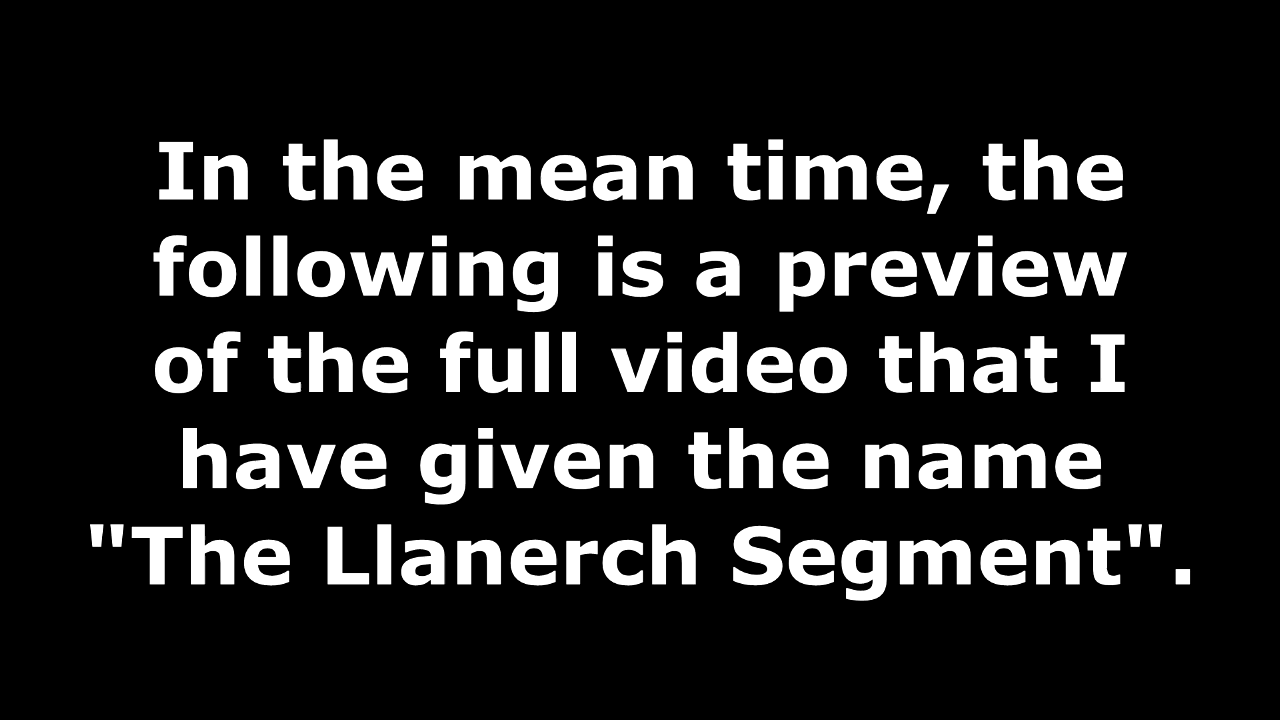 In the mean time, the
following is a preview
of the full video that I
have given the name
"The Llanerch Segment".